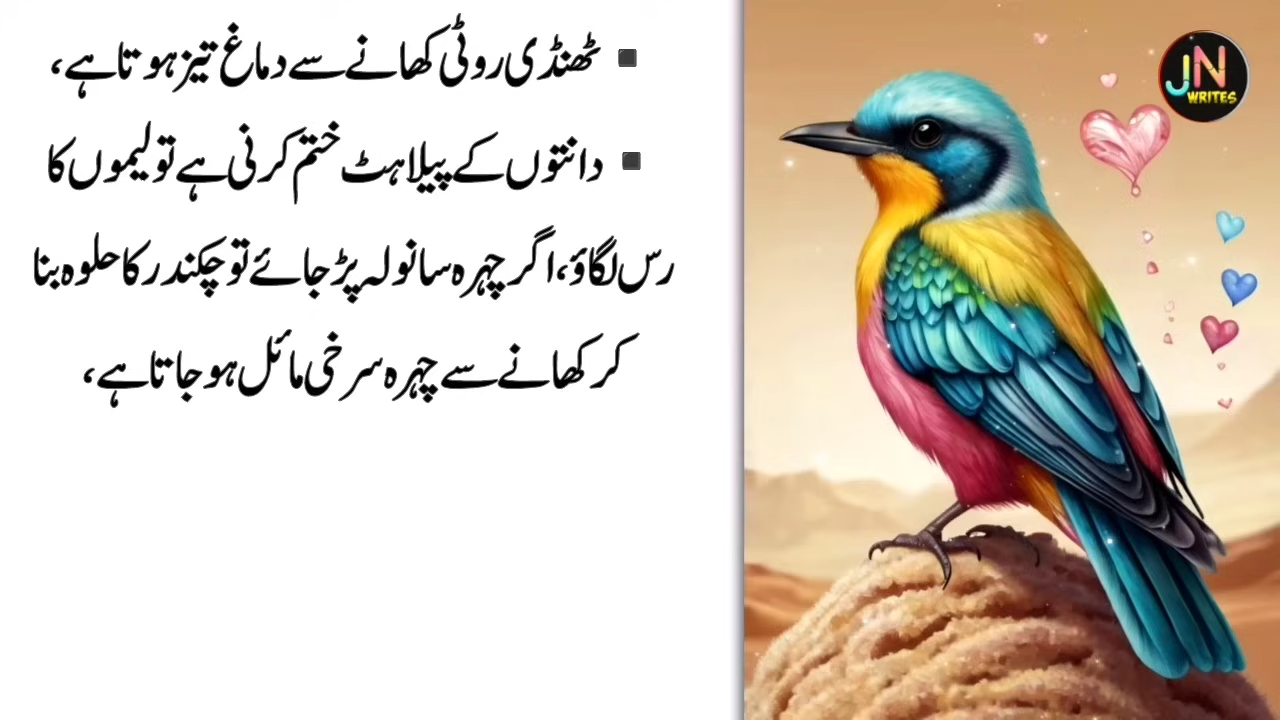 ▪ ٹھنڈی روٹی کھانے سے دماغ تیز ہوتا ہے،
▪ دانتوں کے پیلاہٹ ختم کرنی ہے تو لیموں کا
رس لگاؤ، اگر چہرہ سانولہ پڑ جائے تو چکندر کا حلوہ بنا
کر کھانے سے چہرہ سرخی مائل ہو جاتا ہے،
JN
WRITES